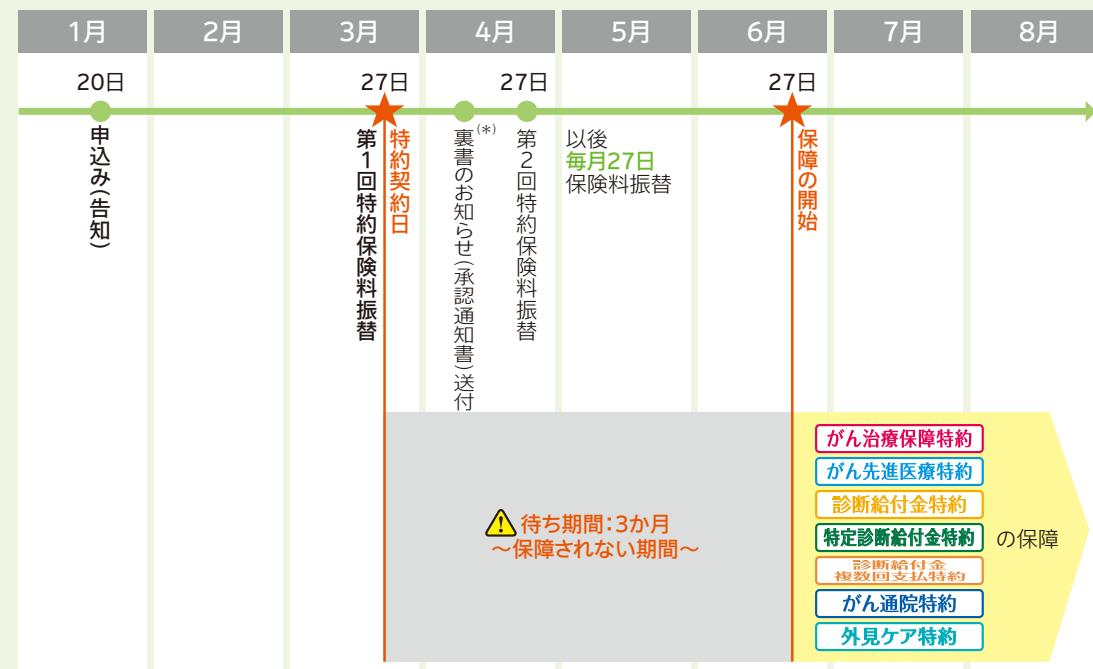 1月
2月
3月
4月
5月
6月
7月
8月
20日
27日
27日
27日
申込み(告知)
第1回特約保険料振替
特約契約日
裏書のお知らせ(承認通知書)送付(*)
第2回特約保険料振替
以後
毎月27日
保険料振替
保障の開始
待ち期間:3か月
~保障されない期間~
がん治療保障特約
がん先進医療特約
診断給付金特約
特定診断給付金特約
の保障
診断給付金
複数回支払特約
がん通院特約
外見ケア特約